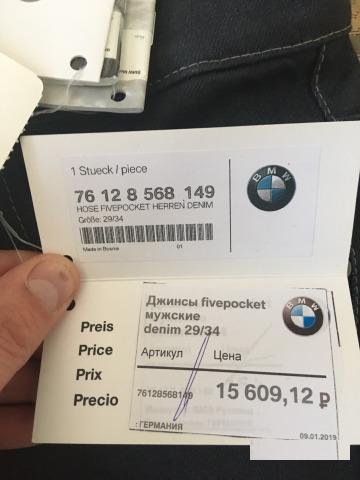 1 Stueck / piece
BMW
76 12 8 568 149
HOSE FIVEPOCKET HERREN DENIM
Größe: 29/34
Made in Bosnia
01
Джинсы fivepocket
мужские
denim 29/34
BMW
Preis
Price
Prix
Precio
Артикул
Цена
76128568149
15 609,12 ₽
: ГЕРМАНИЯ
09.01.2019